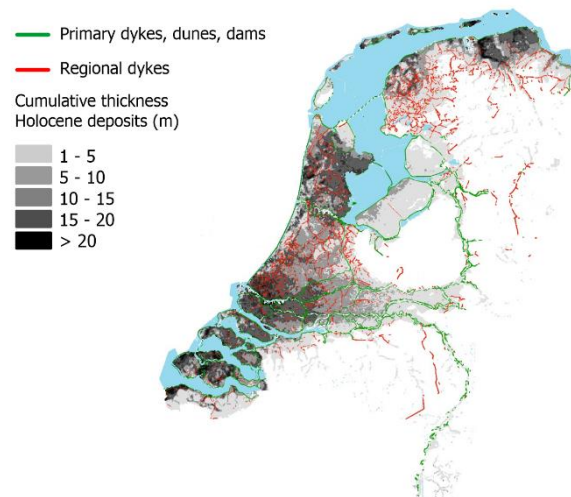 Primary dykes, dunes, dams
Regional dykes
Cumulative thickness
Holocene deposits (m)
1 - 5
5 - 10
10 - 15
15 - 20
> 20